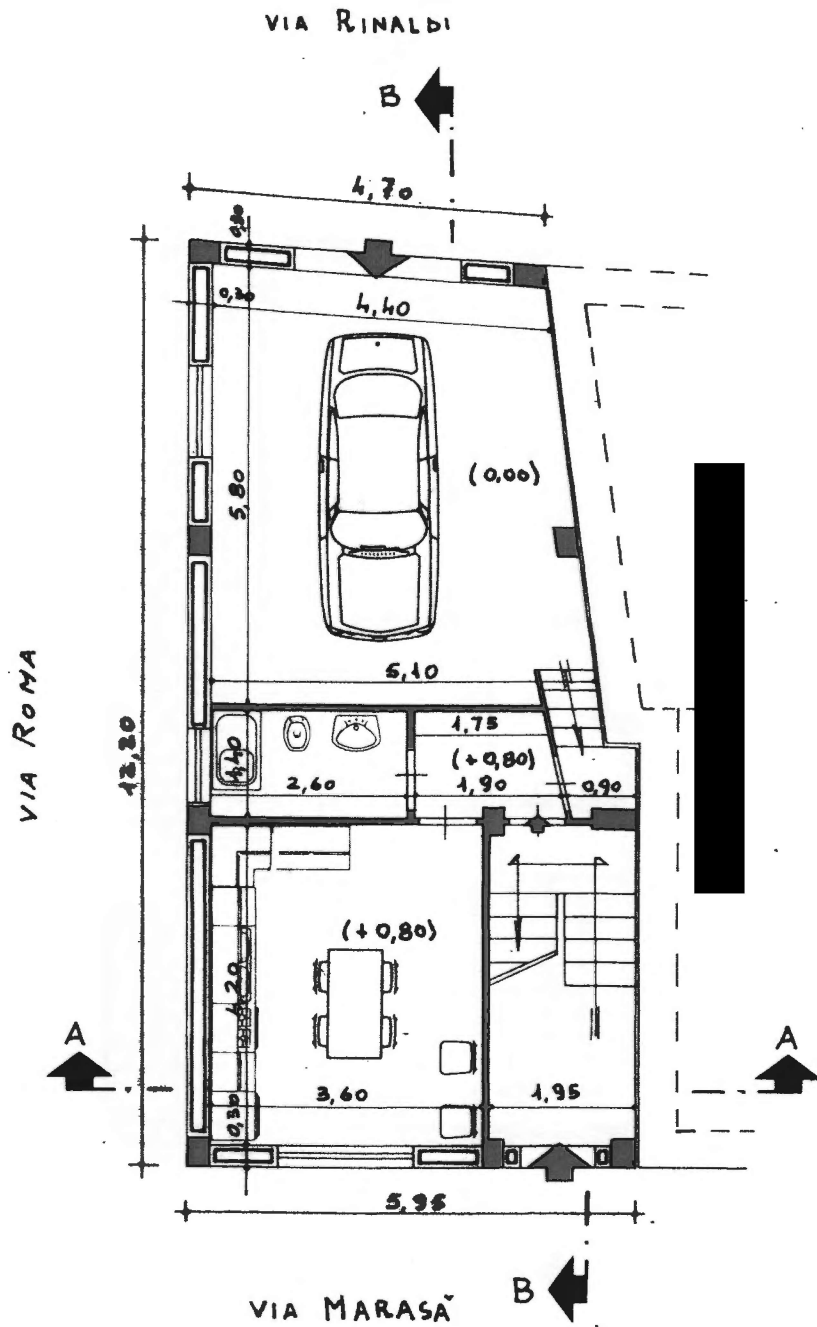 VIA RINALDI
B
4,70
0,30
0,30
4,40
(0,00)
5,80
5,10
VIA ROMA
12,20
1,75
1,40
(+0,80)
2,60
1,90
0,90
(+0,80)
4,20
A
A
0,30
3,60
1,95
5,95
B
VIA MARASÀ